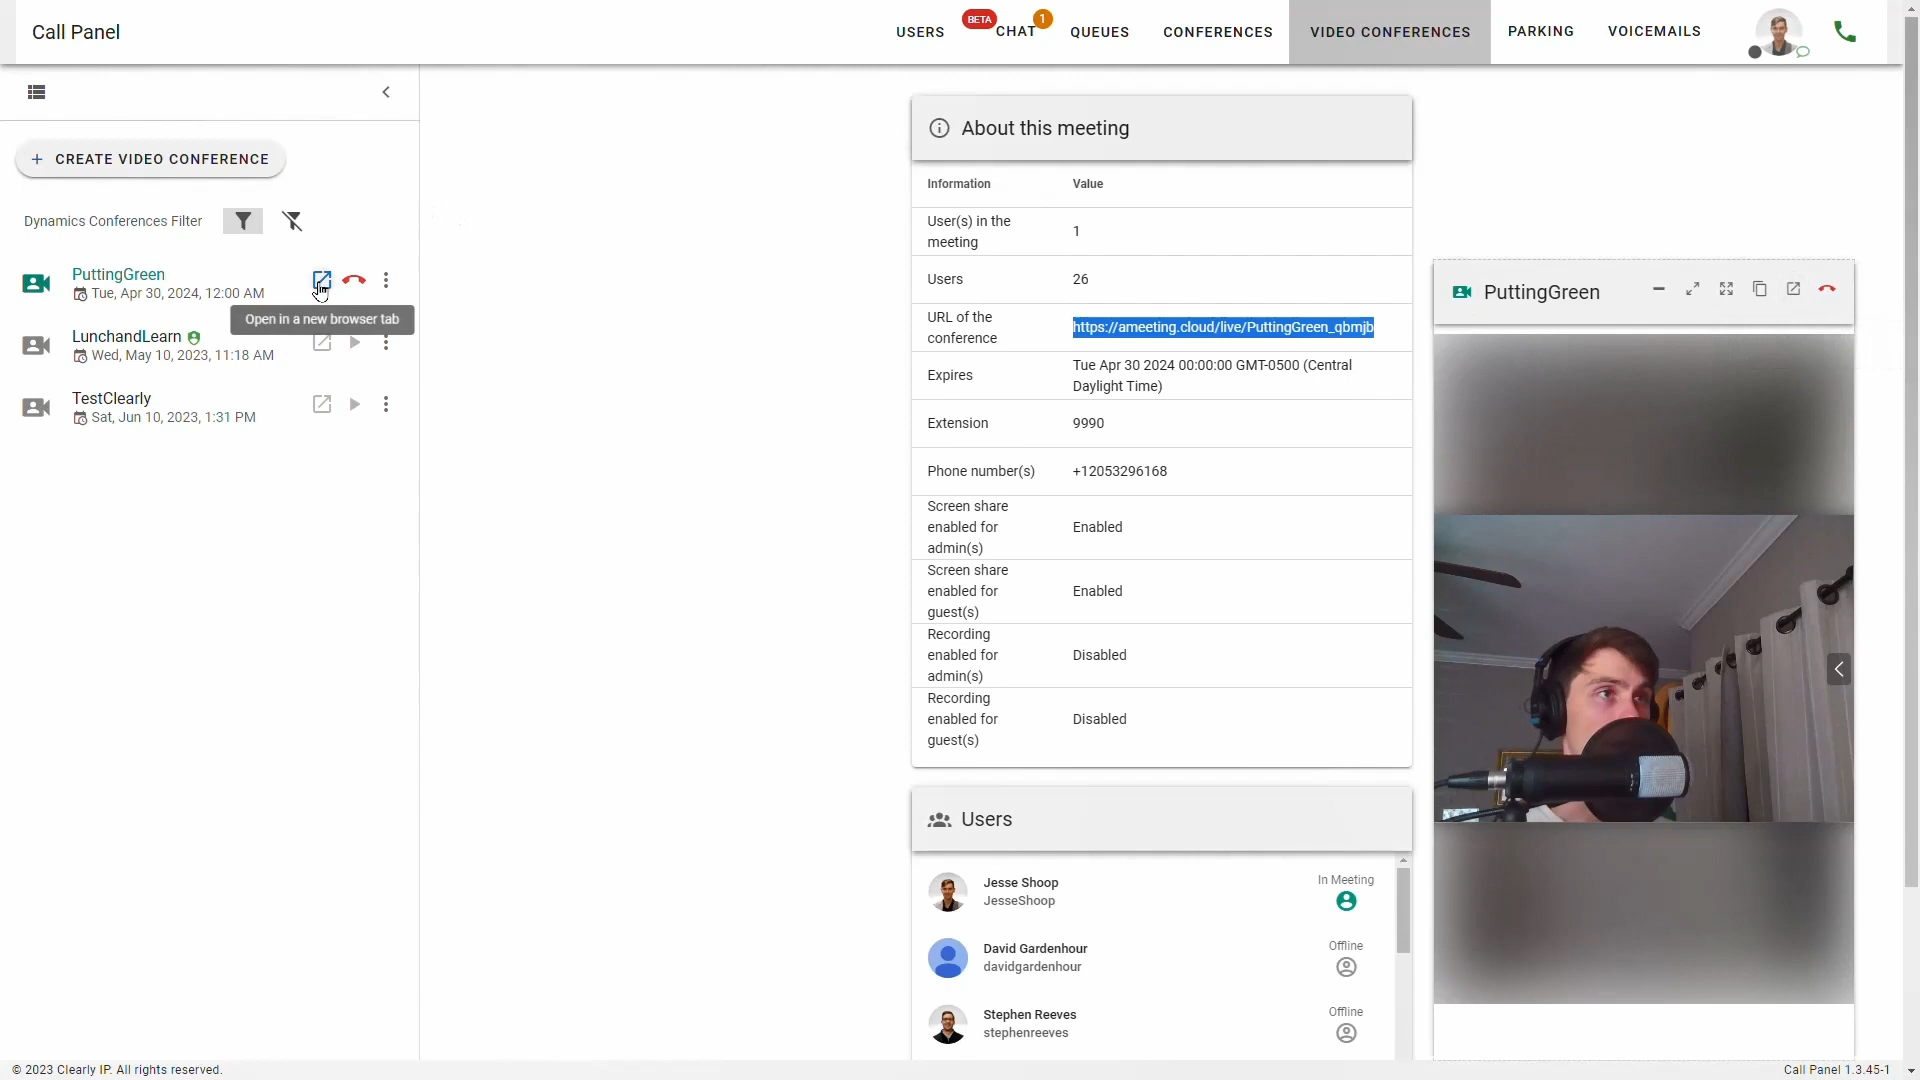 Call Panel
USERS
BETA
CHAT
1
QUEUES
CONFERENCES
VIDEO CONFERENCES
PARKING
VOICEMAILS
+ CREATE VIDEO CONFERENCE
Dynamics Conferences Filter
PuttingGreen
Tue, Apr 30, 2024, 12:00 AM
Open in a new browser tab
LunchandLearn
Wed, May 10, 2023, 11:18 AM
TestClearly
Sat, Jun 10, 2023, 1:31 PM
About this meeting
Information Value
User(s) in the
meeting
1
Users 26
URL of the
conference
https://ameeting.cloud/live/PuttingGreen_qbmjb
Expires
Tue Apr 30 2024 00:00:00 GMT-0500 (Central
Daylight Time)
Extension 9990
Phone number(s) +12053296168
Screen share
enabled for
admin(s)
Enabled
Screen share
enabled for
guest(s)
Enabled
Recording
enabled for
admin(s)
Disabled
Recording
enabled for
guest(s)
Disabled
Users
Jesse Shoop
JesseShoop
In Meeting
David Gardenhour
davidgardenhour
Offline
Stephen Reeves
stephenreeves
Offline
PuttingGreen
© 2023 Clearly IP. All rights reserved.
Call Panel 1.3.45-1